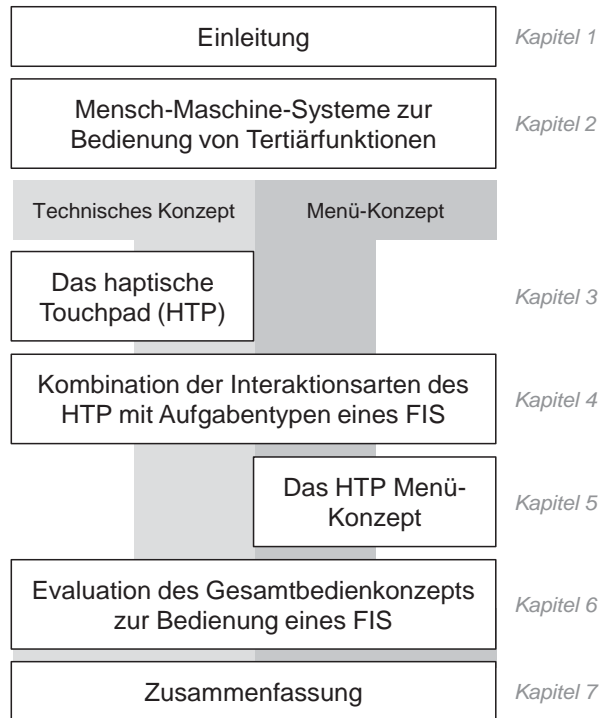 Einleitung
Kapitel 1
Mensch-Maschine-Systeme zur
Bedienung von Tertiärfunktionen
Kapitel 2
Technisches Konzept
Menü-Konzept
Das haptische
Touchpad (HTP)
Kapitel 3
Kombination der Interaktionsarten des
HTP mit Aufgabentypen eines FIS
Kapitel 4
Das HTP Menü-
Konzept
Kapitel 5
Evaluation des Gesamtbedienkonzepts
zur Bedienung eines FIS
Kapitel 6
Zusammenfassung
Kapitel 7